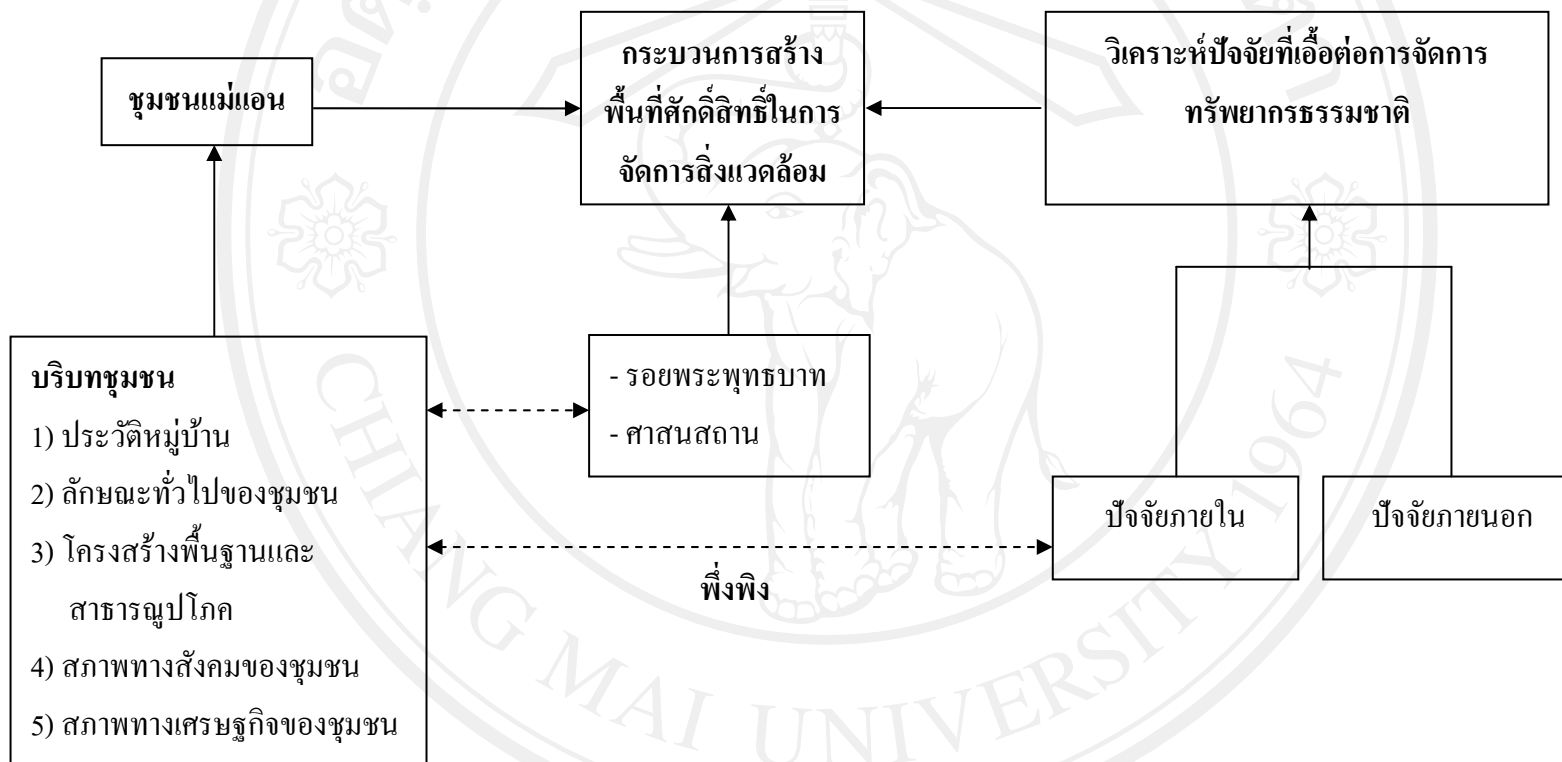 ชุมชนแม่แอน
กระบวนการสร้าง
พื้นที่ศักดิ์สิทธิ์ในการ
จัดการสิ่งแวดล้อม
วิเคราะห์ปัจจัยที่เอื้อต่อการจัดการ
ทรัพยากรธรรมชาติ
บริบทชุมชน
1) ประวัติหมู่บ้าน
2) ลักษณะทั่วไปของชุมชน
3) โครงสร้างพื้นฐานและ
สาธารณูปโภค
4) สภาพทางสังคมของชุมชน
5) สภาพทางเศรษฐกิจของชุมชน
- รอยพระพุทธบาท
- ศาสนสถาน
พึ่งพิง
ปัจจัยภายใน
ปัจจัยภายนอก
CHIANG MAI UNIVERSITY 1964